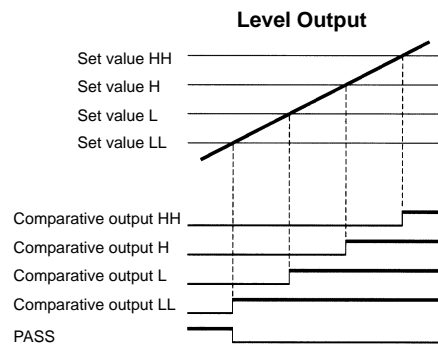 Level Output
Set value HH
Set value H
Set value L
Set value LL
Comparative output HH
Comparative output H
Comparative output L
Comparative output LL
PASS